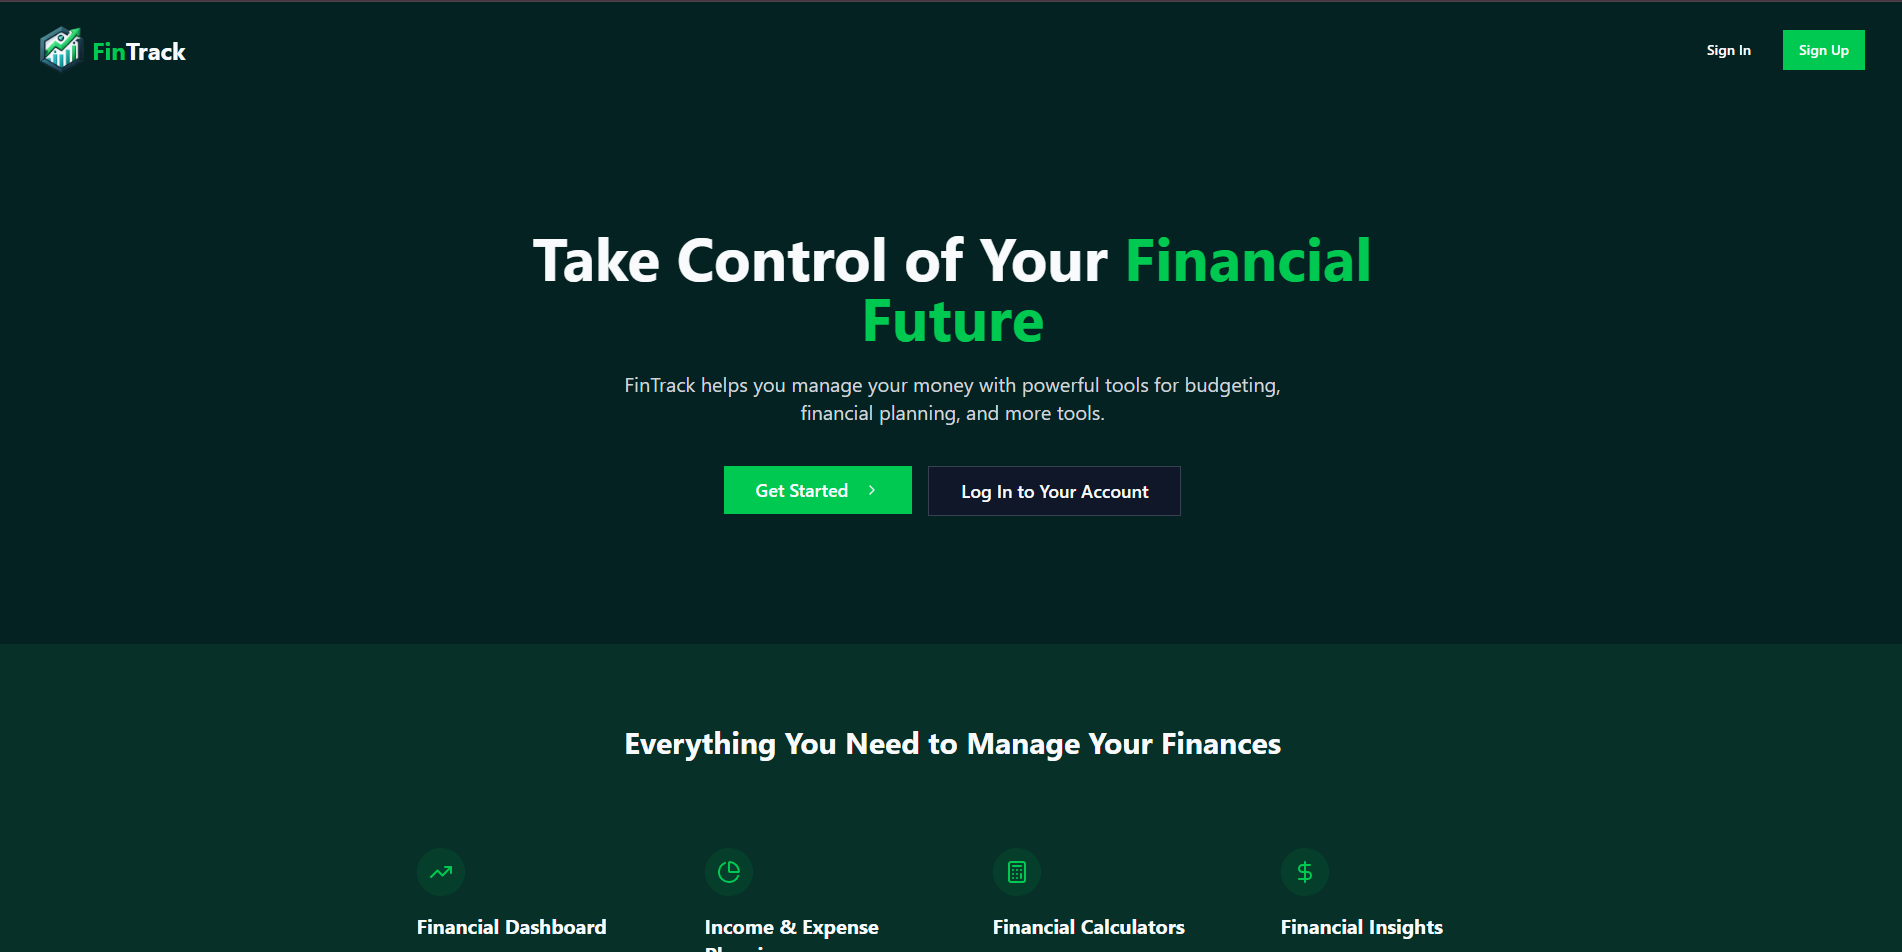 FinTrack
Sign In
Sign Up
Take Control of Your Financial
Future
FinTrack helps you manage your money with powerful tools for budgeting,
financial planning, and more tools.
Get Started
Log In to Your Account
Everything You Need to Manage Your Finances
Financial Dashboard
Income & Expense
Financial Calculators
Financial Insights